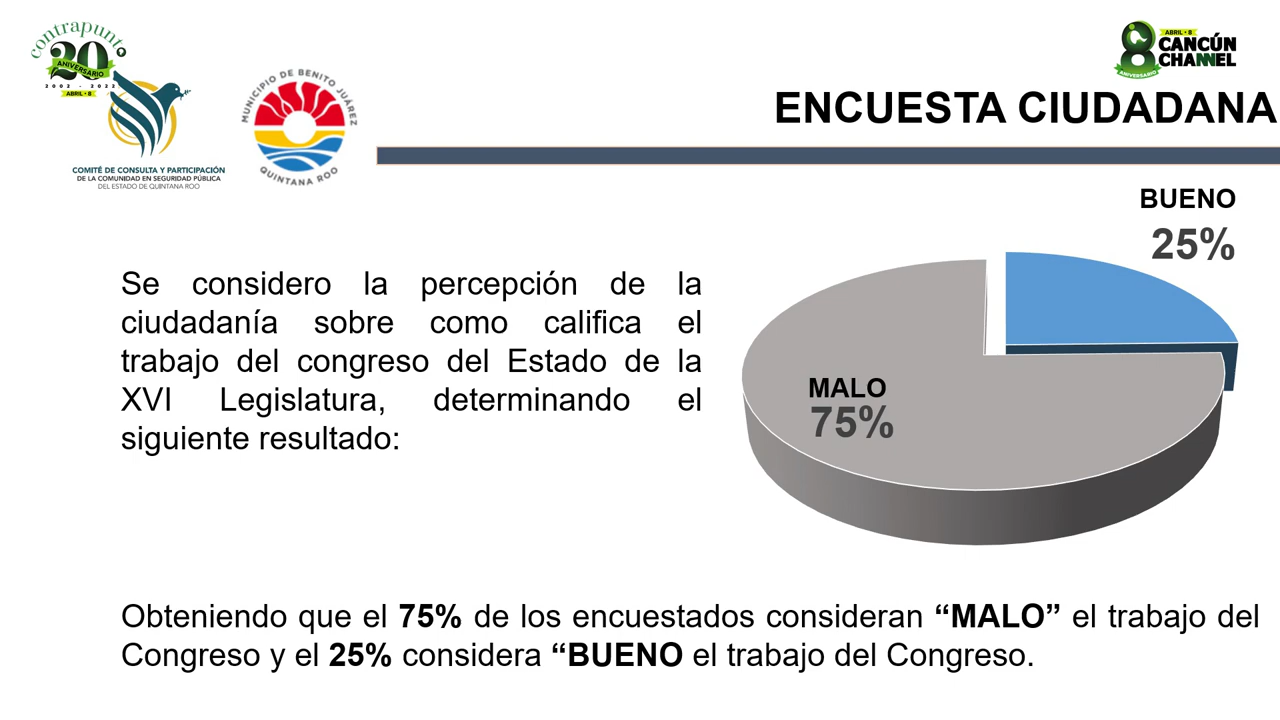 contrapunto
20
ANIVERSARIO
2002 - 2022
ABRIL - 8
COMITÉ DE CONSULTA Y PARTICIPACIÓN
DE LA COMUNIDAD EN SEGURIDAD PÚBLICA
DEL ESTADO DE QUINTANA ROO
MUNICIPIO DE BENITO JUÁREZ
QUINTANA ROO
ABRIL - 8
8 CANCÚN
CHANNEL
ANIVERSARIO
ENCUESTA CIUDADANA
BUENO
25%
Se considero la percepción de la
ciudadanía sobre como califica el
trabajo del congreso del Estado de la
XVI Legislatura, determinando el
siguiente resultado:
MALO
75%
Obteniendo que el 75% de los encuestados consideran “MALO” el trabajo del
Congreso y el 25% considera “BUENO el trabajo del Congreso.